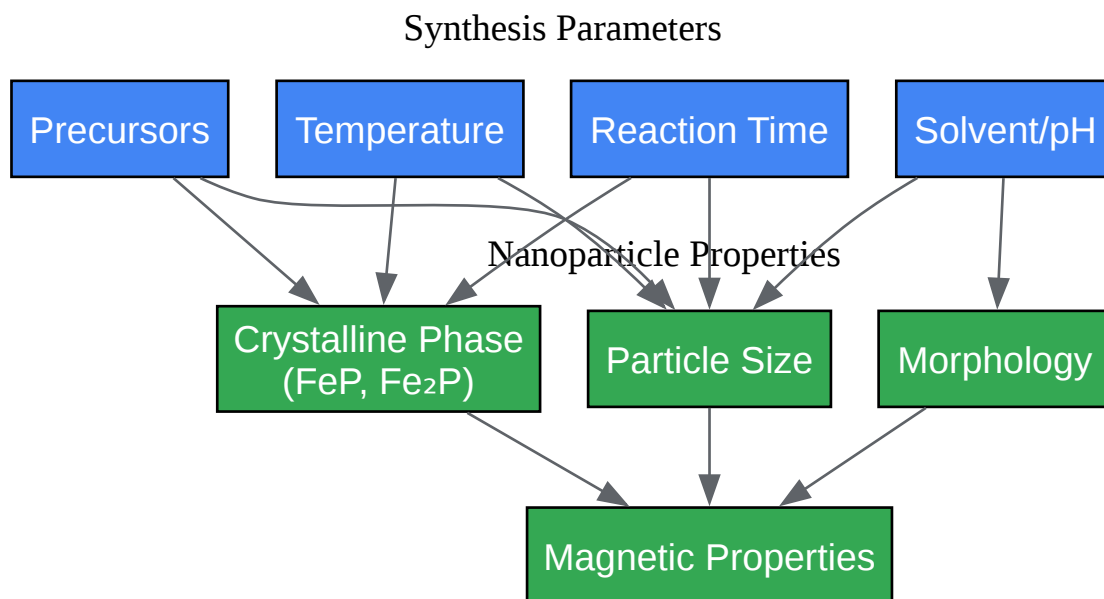 Synthesis Parameters
Precursors
Temperature
Reaction Time
Solvent/pH
Nanoparticle Properties
Crystalline Phase
(FeP, Fe₂P)
Particle Size
Morphology
Magnetic Properties